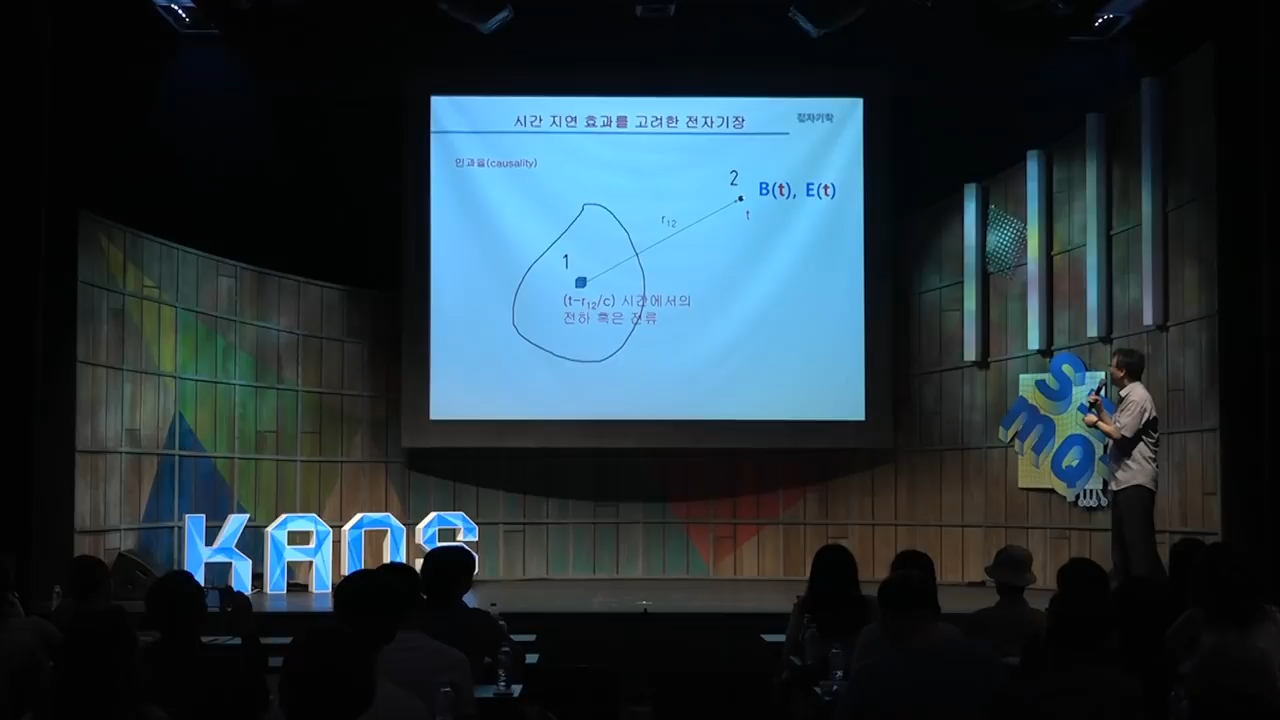 시간 지연 효과를 고려한 전자기장
전자기학
인과율(causality)
2
B(t), E(t)
r₁₂
t
1
(t-r₁₂/c) 시간에서의
전하 혹은 전류
KAOS